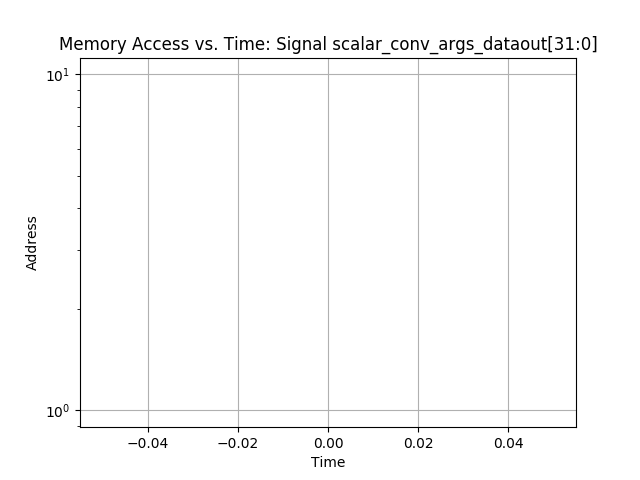 Memory Access vs. Time: Signal scalar_conv_args_dataout[31:0]
10¹
Address
10⁰
−0.04
−0.02
0.00
0.02
0.04
Time